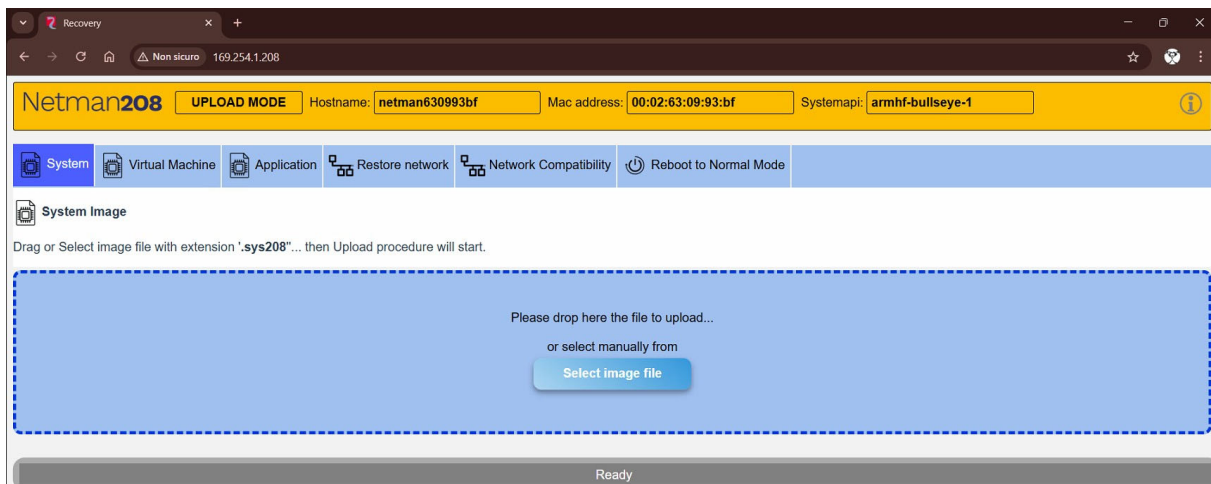 Recovery
Non sicuro 169.254.1.208
Netman208 UPLOAD MODE Hostname: netman630993bf Mac address: 00:02:63:09:93:bf Systemapi: armhf-bullseye-1
System Virtual Machine Application Restore network Network Compatibility Reboot to Normal Mode
System Image
Drag or Select image file with extension '.sys208"... then Upload procedure will start.
Please drop here the file to upload...
or select manually from
Select image file
Ready